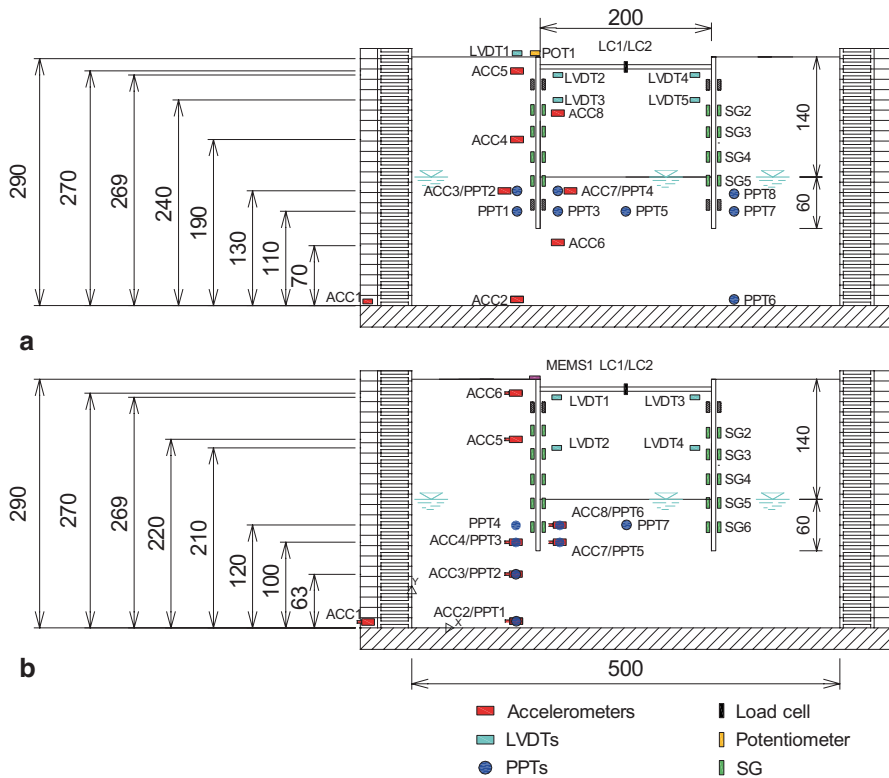 200
LVDT1 POT1 LC1/LC2
ACC5 LVDT2 LVDT4
LVDT3 LVDT5
ACC8 SG2
ACC4 SG3
SG4
SG5
140
60
ACC3/PPT2 ACC7/PPT4 PPT8
PPT1 PPT3 PPT5 PPT7
ACC6
ACC1 ACC2 PPT6
290
270
269
240
190
130
110
70
a
MEMS1 LC1/LC2
ACC6 LVDT1 LVDT3
ACC5 LVDT2 LVDT4
SG2
SG3
SG4
SG5
SG6
140
60
ACC8/PPT6
PPT4 PPT7
ACC4/PPT3 ACC7/PPT5
ACC3/PPT2
Y
ACC1 ACC2/PPT1
X
290
270
269
220
210
120
100
63
b
500
Accelerometers Load cell
LVDTs Potentiometer
PPTs SG